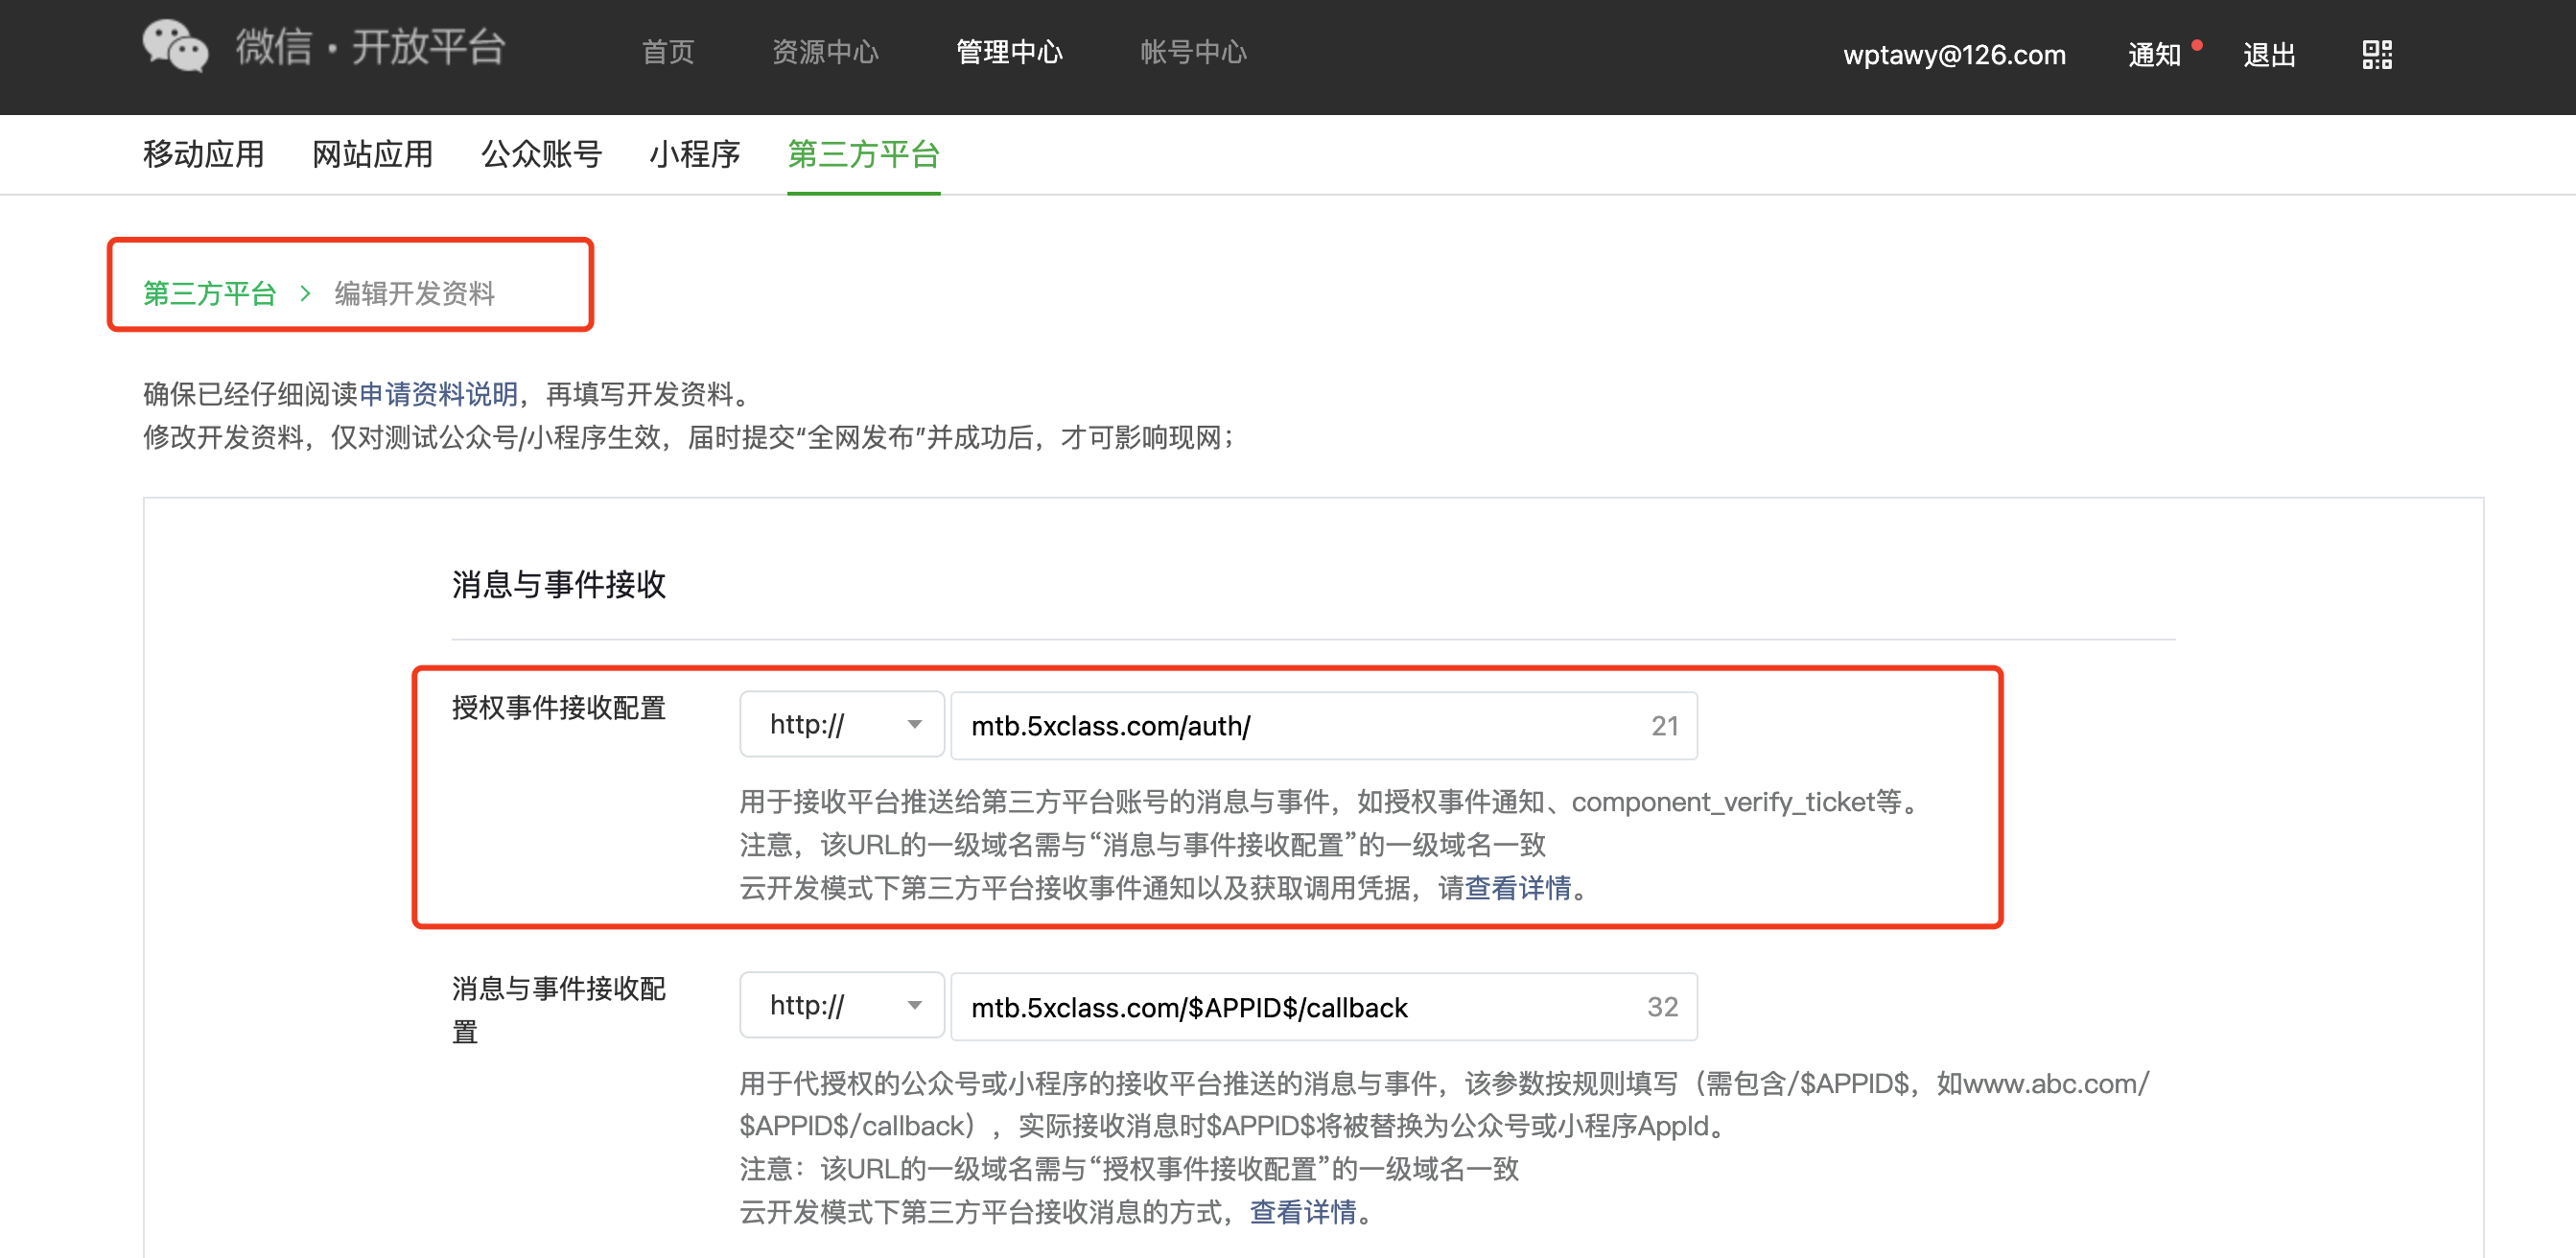 微信·开放平台 首页 资源中心 管理中心 帐号中心 wptawy@126.com 通知 退出
移动应用 网站应用 公众账号 小程序 第三方平台
第三方平台 > 编辑开发资料
确保已经仔细阅读申请资料说明，再填写开发资料。
修改开发资料，仅对测试公众号/小程序生效，届时提交“全网发布”并成功后，才可影响现网；
消息与事件接收
授权事件接收配置 http:// mtb.5xclass.com/auth/ 21
用于接收平台推送给第三方平台账号的消息与事件，如授权事件通知、component_verify_ticket等。
注意，该URL的一级域名需与“消息与事件接收配置”的一级域名一致
云开发模式下第三方平台接收事件通知以及获取调用凭据，请查看详情。
消息与事件接收配
置
http:// mtb.5xclass.com/$APPID$/callback 32
用于代授权的公众号或小程序的接收平台推送的消息与事件，该参数按规则填写（需包含/$APPID$，如www.abc.com/
$APPID$/callback），实际接收消息时$APPID$将被替换为公众号或小程序AppId。
注意：该URL的一级域名需与“授权事件接收配置”的一级域名一致
云开发模式下第三方平台接收消息的方式，查看详情。